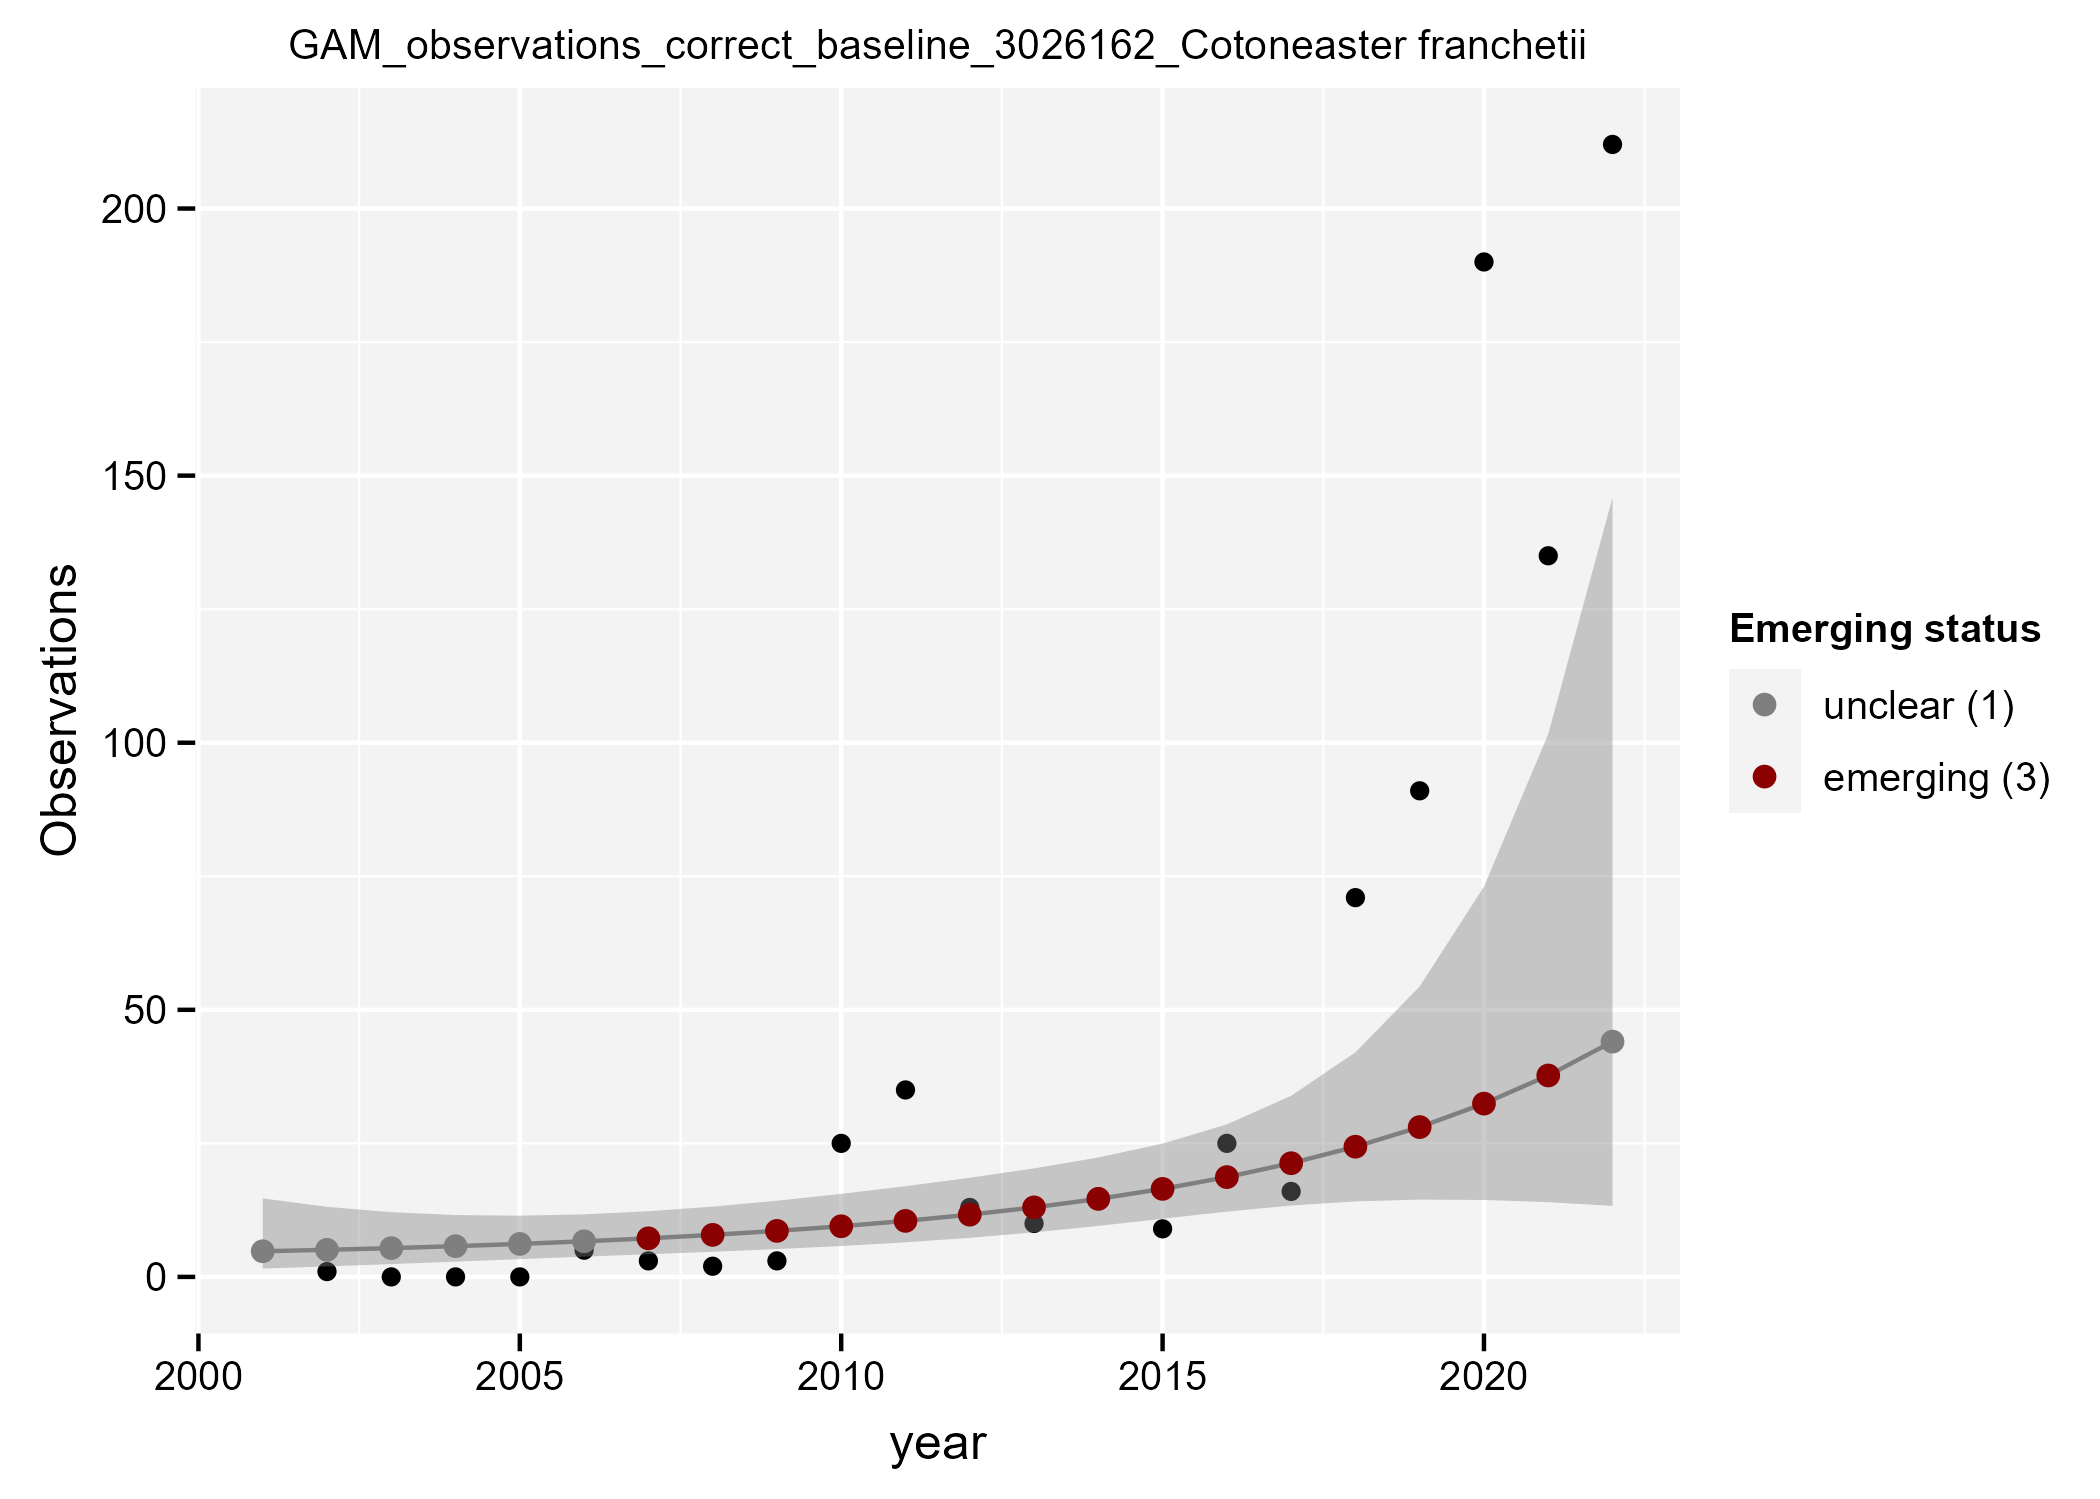 GAM_observations_correct_baseline_3026162_Cotoneaster franchetii
Observations
200
150
100
50
0
2000 2005 2010 2015 2020
year
Emerging status
unclear (1)
emerging (3)